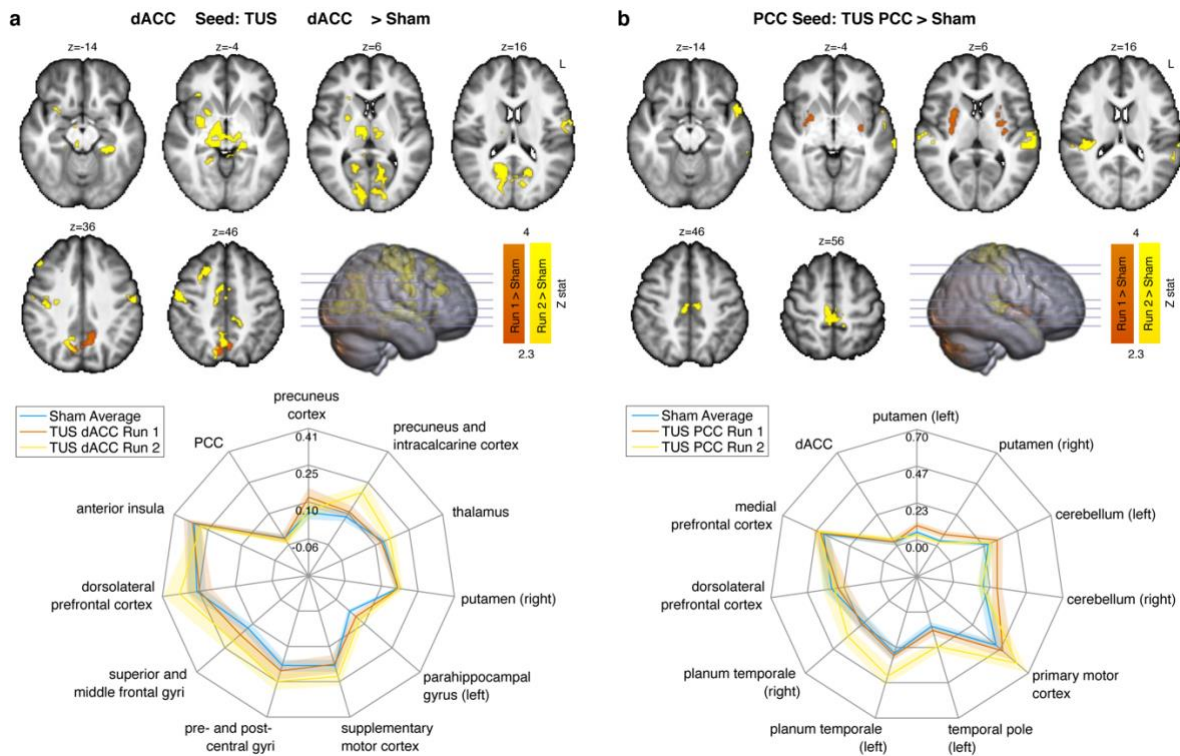 a
dACC Seed: TUS dACC > Sham
z=-14
z=-4
z=6
z=16
L
z=36
z=46
4
Run 1 > Sham
Run 2 > Sham
Z stat
2.3
Sham Average
TUS dACC Run 1
TUS dACC Run 2
precuneus
cortex
precuneus and
intracalcarine cortex
thalamus
putamen (right)
parahippocampal
gyrus (left)
supplementary
motor cortex
pre- and post-
central gyri
superior and
middle frontal gyri
dorsolateral
prefrontal cortex
anterior insula
PCC
0.41
0.25
0.10
-0.06
b
PCC Seed: TUS PCC > Sham
z=-14
z=-4
z=6
z=16
L
z=46
z=56
4
Run 1 > Sham
Run 2 > Sham
Z stat
2.3
Sham Average
TUS PCC Run 1
TUS PCC Run 2
putamen (left)
putamen (right)
cerebellum (left)
cerebellum (right)
primary motor
cortex
temporal pole
(left)
planum temporale
(left)
planum temporale
(right)
dorsolateral
prefrontal cortex
medial
prefrontal cortex
dACC
0.70
0.47
0.23
0.00